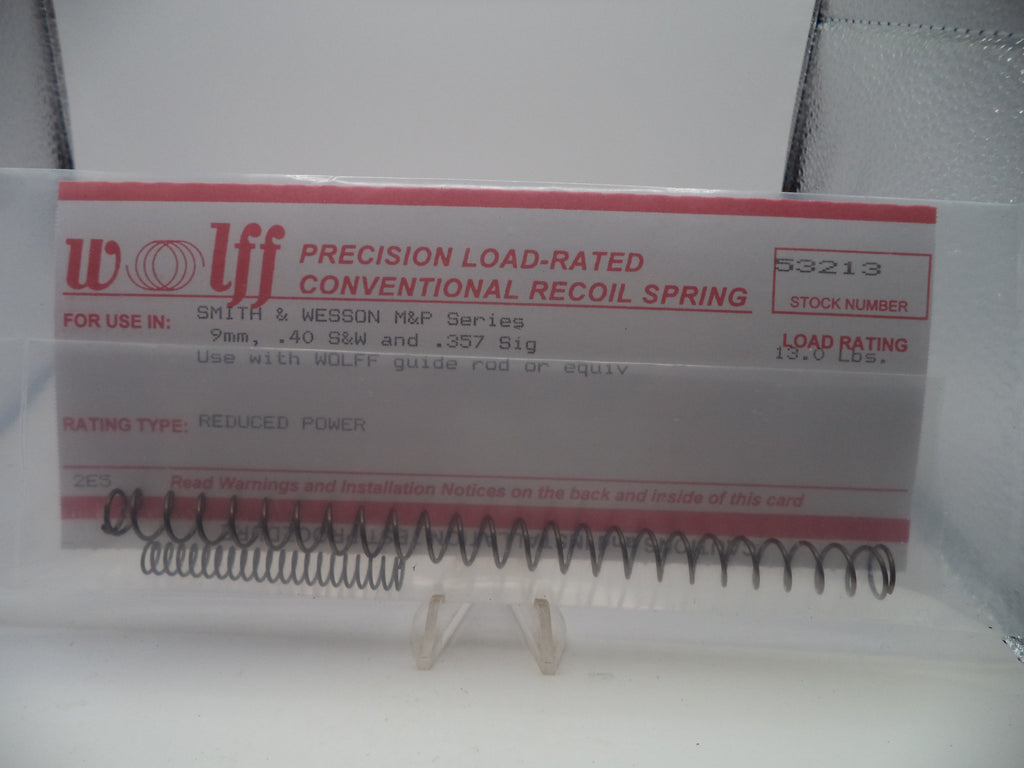 wolff
PRECISION LOAD-RATED
CONVENTIONAL RECOIL SPRING
53213
STOCK NUMBER
FOR USE IN: SMITH & WESSON M&P Series
9mm, .40 S&W and .357 Sig
Use with WOLFF guide rod or equiv
LOAD RATING
13.0 Lbs.
RATING TYPE: REDUCED POWER
2E5
Read Warnings and Installation Notices on the back and inside of this card